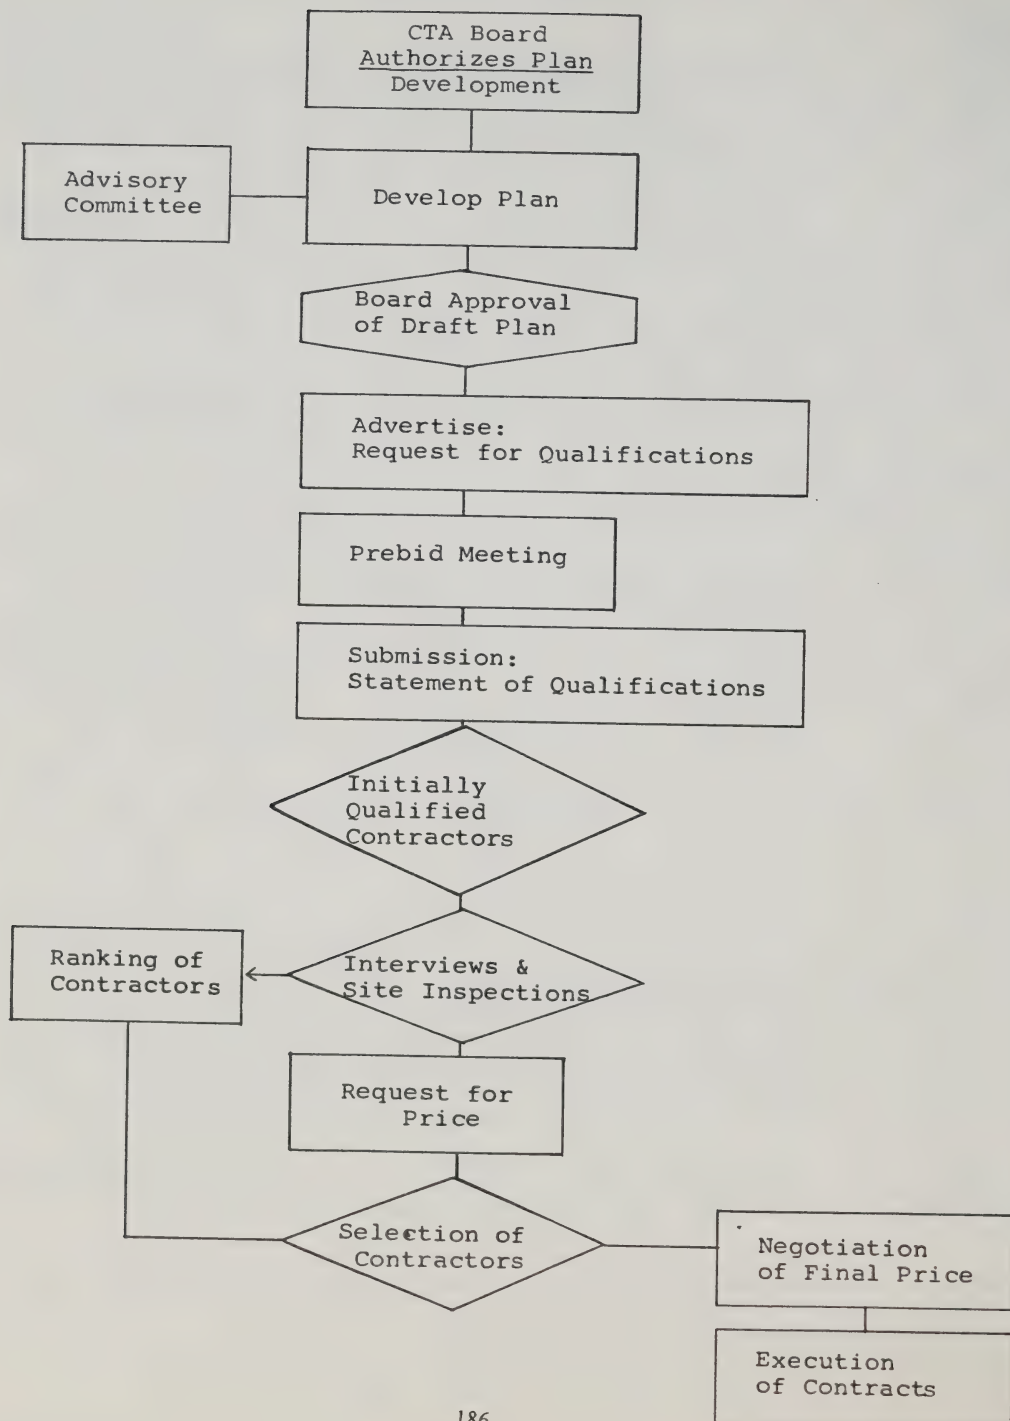 CTA Board
Authorizes Plan
Development
Advisory
Committee
Develop Plan
Board Approval
of Draft Plan
Advertise:
Request for Qualifications
Prebid Meeting
Submission:
Statement of Qualifications
Initially
Qualified
Contractors
Ranking of
Contractors
Interviews &
Site Inspections
Request for
Price
Selection of
Contractors
Negotiation
of Final Price
Execution
of Contracts
186